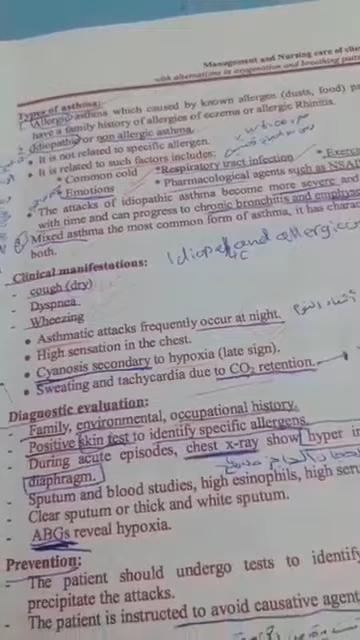 Management and Nursing care of
with alternations in oxygenation and breathing
Types of asthma:
1. Allergic asthma which caused by known allergen (dusts, food)
have a family history of allergies of eczema or allergic Rhinitis.
2. Idiopathic or non allergic asthma.
• It is not related to specific allergen.
• It is related to such factors includes:
* Common cold *Respiratory tract infection
* Emotions * Pharmacological agents such as
• The attacks of idiopathic asthma become more severe and
with time and can progress to chronic bronchitis and
3. Mixed asthma the most common form of asthma, it has
both.
and allergic
Clinical manifestations:
- cough (dry)
- Dyspnea
- Wheezing
• Asthmatic attacks frequently occur at night.
• High sensation in the chest.
• Cyanosis secondary to hypoxia (late sign).
• Sweating and tachycardia due to CO2 retention.
Diagnostic evaluation:
- Family, environmental, occupational history.
- Positive skin test to identify specific allergens.
- During acute episodes, chest x-ray show hyper
diaphragm.
- Sputum and blood studies, high esinophils, high
- Clear sputum or thick and white sputum.
- ABGs reveal hypoxia.
Prevention:
- The patient should undergo tests to identify
precipitate the attacks.
- The patient is instructed to avoid causative